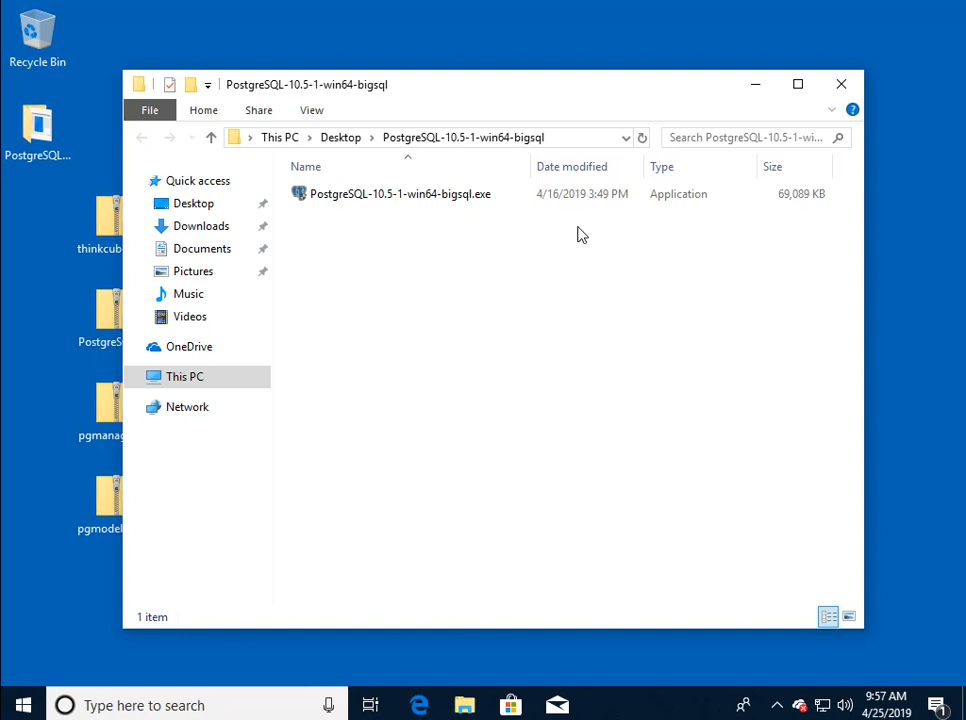 Recycle Bin
PostgreSQL...
thinkcub
PostgreS
pgmanag
pgmodel
PostgreSQL-10.5-1-win64-bigsql
File Home Share View
This PC Desktop PostgreSQL-10.5-1-win64-bigsql
Search PostgreSQL-10.5-1-wi...
Name Date modified Type Size
PostgreSQL-10.5-1-win64-bigsql.exe 4/16/2019 3:49 PM Application 69,089 KB
Quick access
Desktop
Downloads
Documents
Pictures
Music
Videos
OneDrive
This PC
Network
1 item
Type here to search
9:57 AM
4/25/2019
1